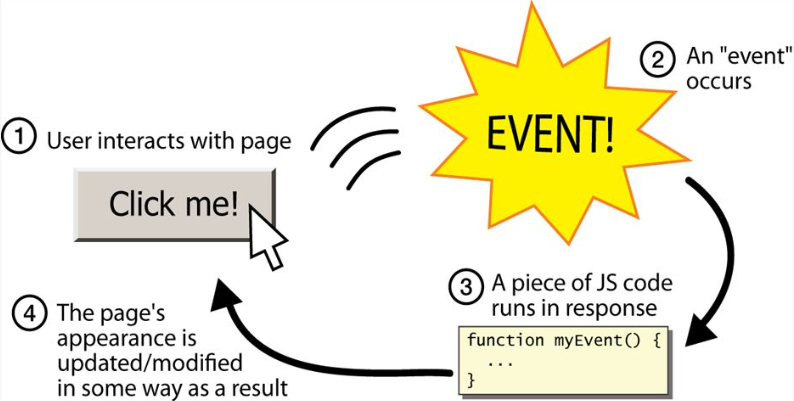 1 User interacts with page
Click me!
EVENT!
2 An "event"
occurs
3 A piece of JS code
runs in response
function myEvent() {
...
}
4 The page's
appearance is
updated/modified
in some way as a result